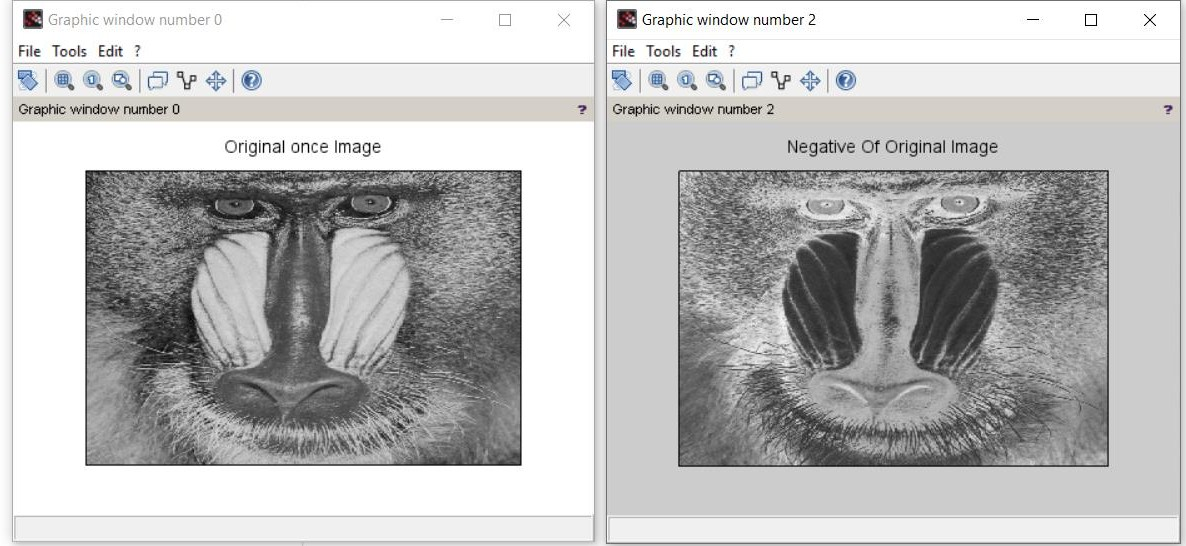 Graphic window number 0
File Tools Edit ?
Graphic window number 0 ?
Original once Image
Graphic window number 2
File Tools Edit ?
Graphic window number 2 ?
Negative Of Original Image